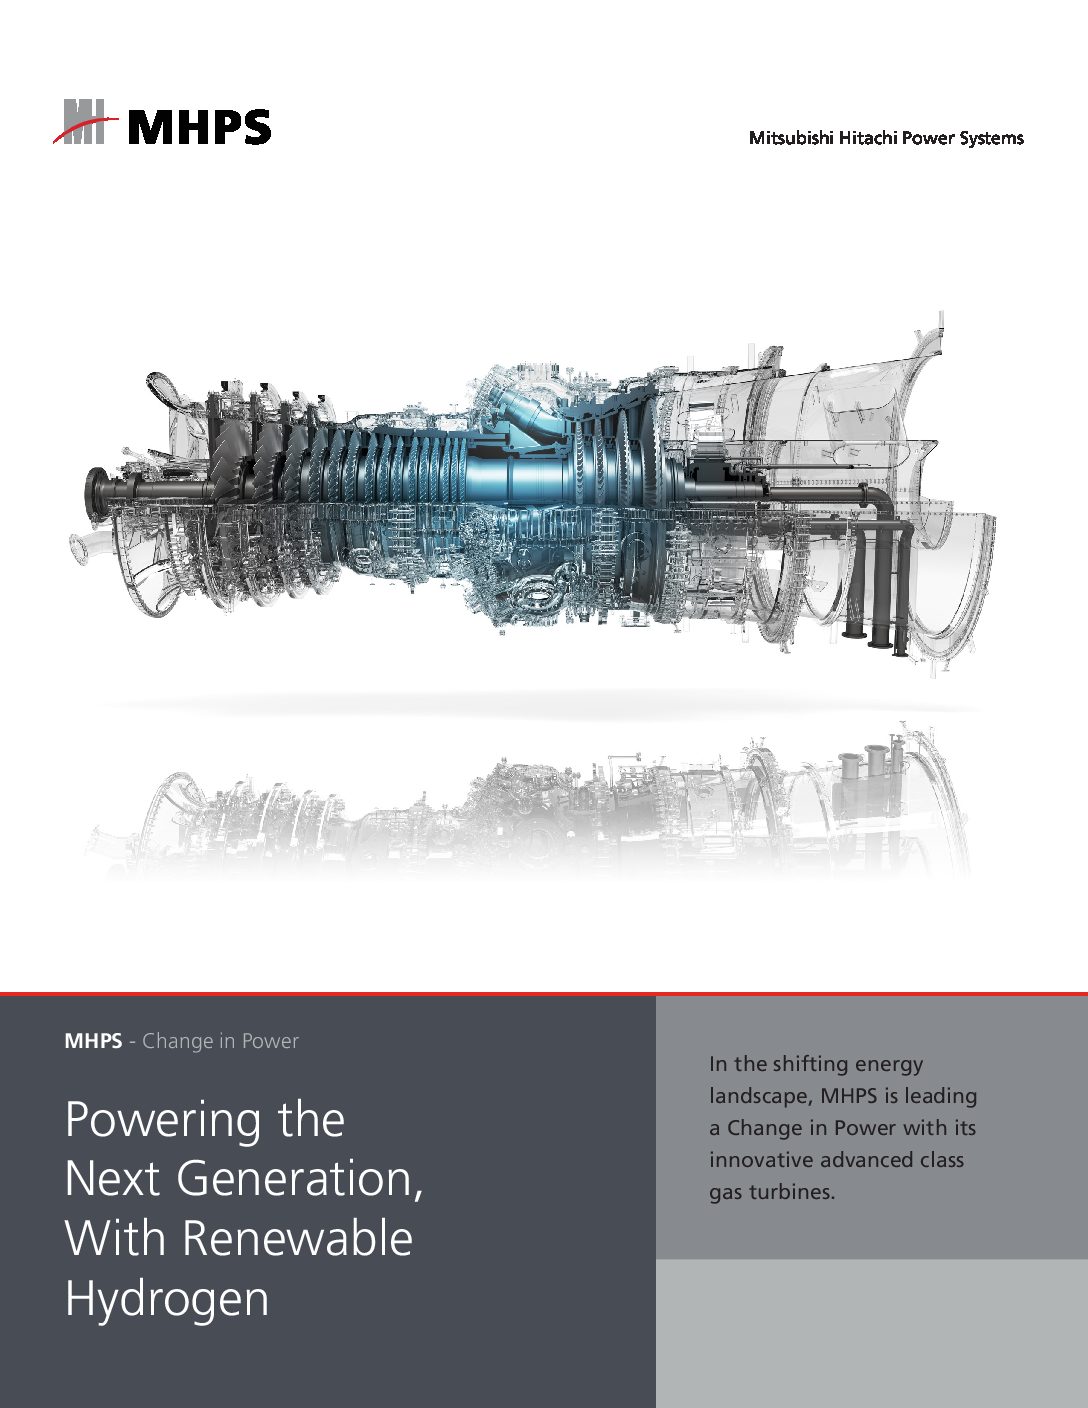 MHPS
Mitsubishi Hitachi Power Systems
MHPS - Change in Power
Powering the
Next Generation,
With Renewable
Hydrogen
In the shifting energy
landscape, MHPS is leading
a Change in Power with its
innovative advanced class
gas turbines.